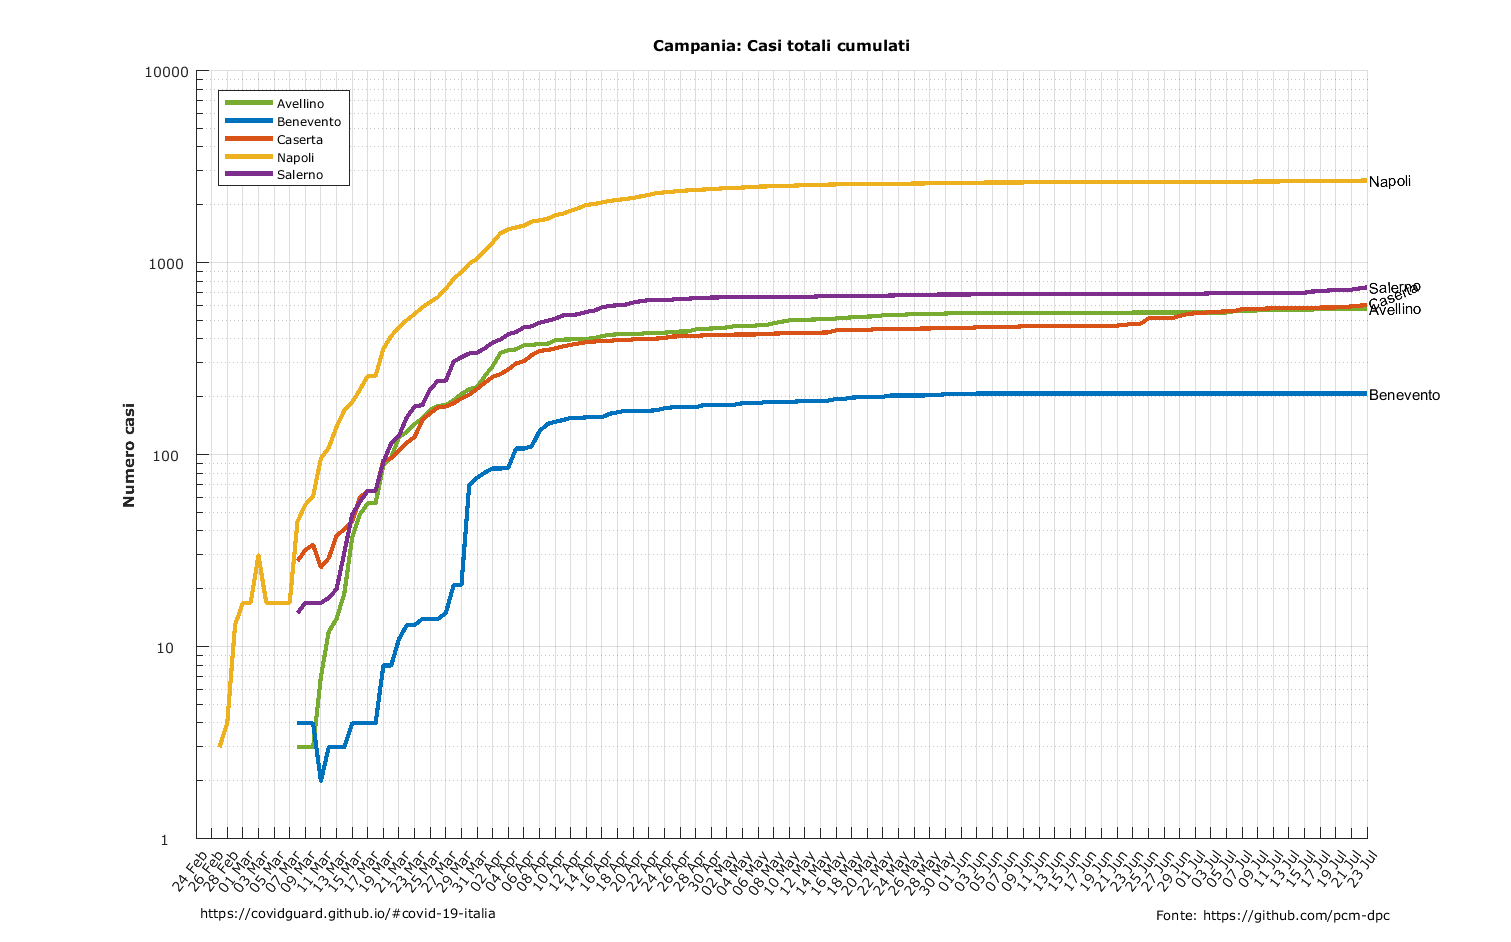 Campania: Casi totali cumulati
10000
1000
100
10
1
Numero casi
Avellino
Benevento
Caserta
Napoli
Salerno
Napoli
Salerno
Caserta
Avellino
Benevento
24 Feb
26 Feb
28 Feb
01 Mar
03 Mar
05 Mar
07 Mar
09 Mar
11 Mar
13 Mar
15 Mar
17 Mar
19 Mar
21 Mar
23 Mar
25 Mar
27 Mar
29 Mar
31 Mar
02 Apr
04 Apr
06 Apr
08 Apr
10 Apr
12 Apr
14 Apr
16 Apr
18 Apr
20 Apr
22 Apr
24 Apr
26 Apr
28 Apr
30 Apr
02 May
04 May
06 May
08 May
10 May
12 May
14 May
16 May
18 May
20 May
22 May
24 May
26 May
28 May
30 May
01 Jun
03 Jun
05 Jun
07 Jun
09 Jun
11 Jun
13 Jun
15 Jun
17 Jun
19 Jun
21 Jun
23 Jun
25 Jun
27 Jun
29 Jun
01 Jul
03 Jul
05 Jul
07 Jul
09 Jul
11 Jul
13 Jul
15 Jul
17 Jul
19 Jul
21 Jul
23 Jul
https://covidguard.github.io/#covid-19-italia
Fonte: https://github.com/pcm-dpc